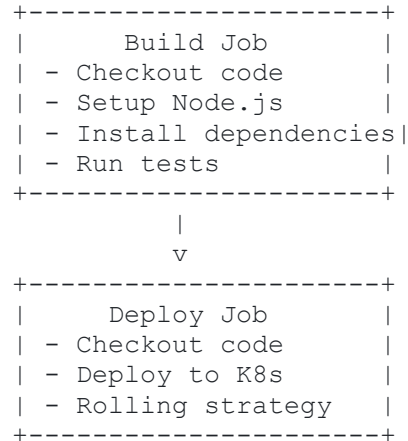 +----------------------+
|      Build Job       |
| - Checkout code      |
| - Setup Node.js      |
| - Install dependencies|
| - Run tests          |
+----------------------+
          |
          v
+----------------------+
|     Deploy Job       |
| - Checkout code      |
| - Deploy to K8s      |
| - Rolling strategy   |
+----------------------+